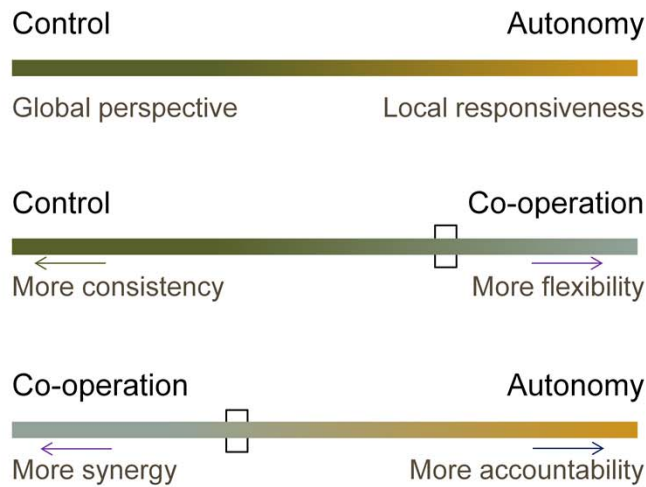 Control Autonomy
Global perspective Local responsiveness
Control Co-operation
More consistency More flexibility
Co-operation Autonomy
More synergy More accountability